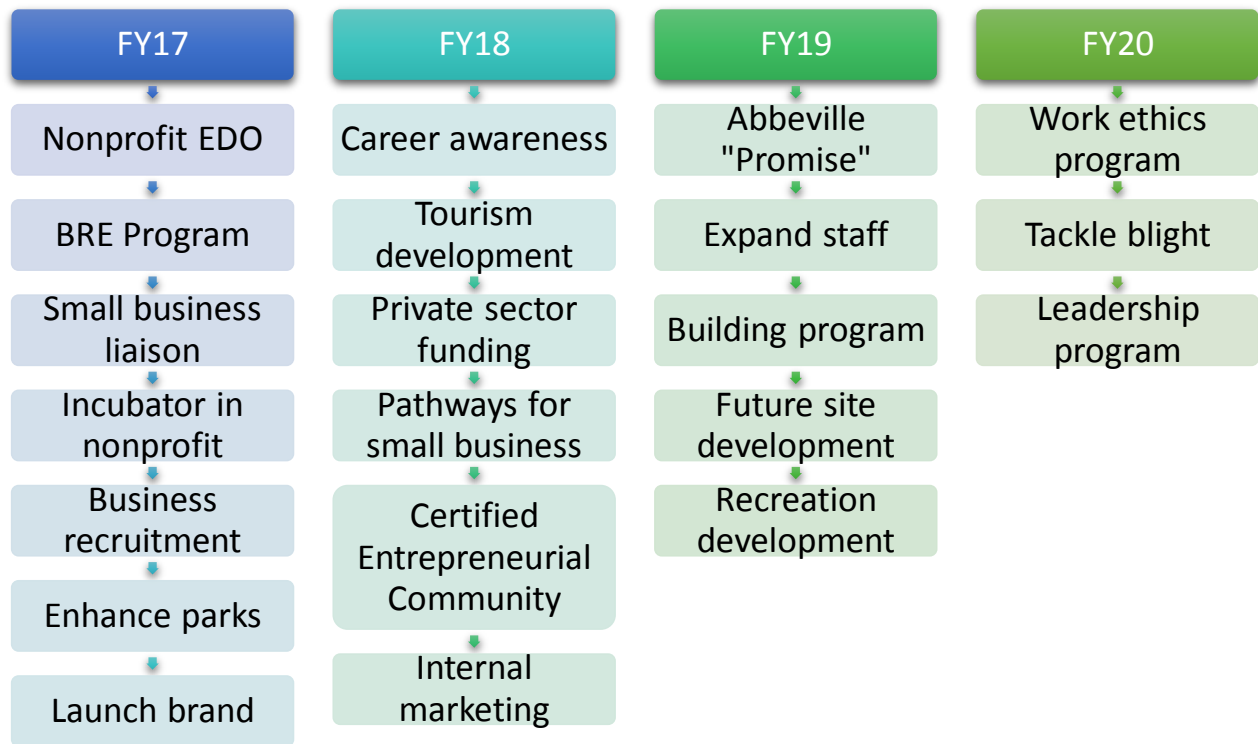 FY17
Nonprofit EDO
BRE Program
Small business
liaison
Incubator in
nonprofit
Business
recruitment
Enhance parks
Launch brand
FY18
Career awareness
Tourism
development
Private sector
funding
Pathways for
small business
Certified
Entrepreneurial
Community
Internal
marketing
FY19
Abbeville
"Promise"
Expand staff
Building program
Future site
development
Recreation
development
FY20
Work ethics
program
Tackle blight
Leadership
program